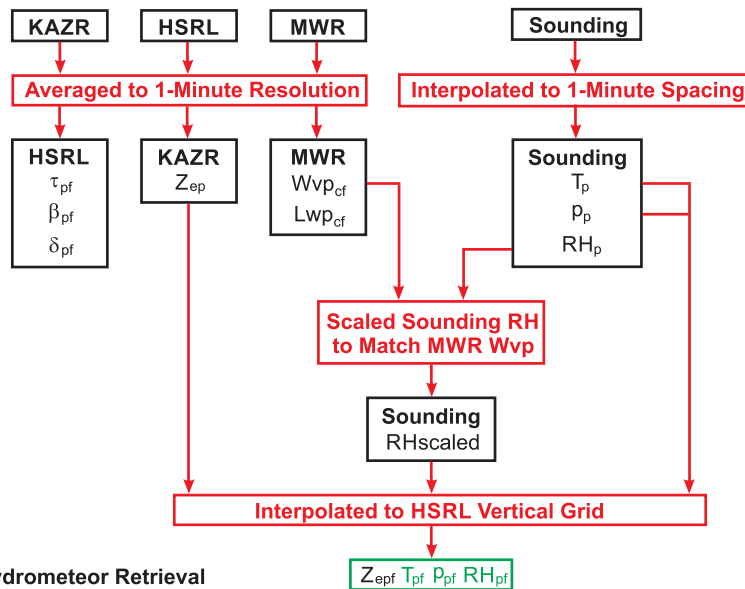 KAZR HSRL MWR Sounding
Averaged to 1-Minute Resolution Interpolated to 1-Minute Spacing
HSRL
τpf
βpf
δpf
KAZR
Zep
MWR
Wvpcf
Lwpcf
Sounding
Tp
pp
RHp
Scaled Sounding RH
to Match MWR Wvp
Sounding
RHscaled
Interpolated to HSRL Vertical Grid
Zepf Tpf ppf RHpf
ydrometeor Retrieval